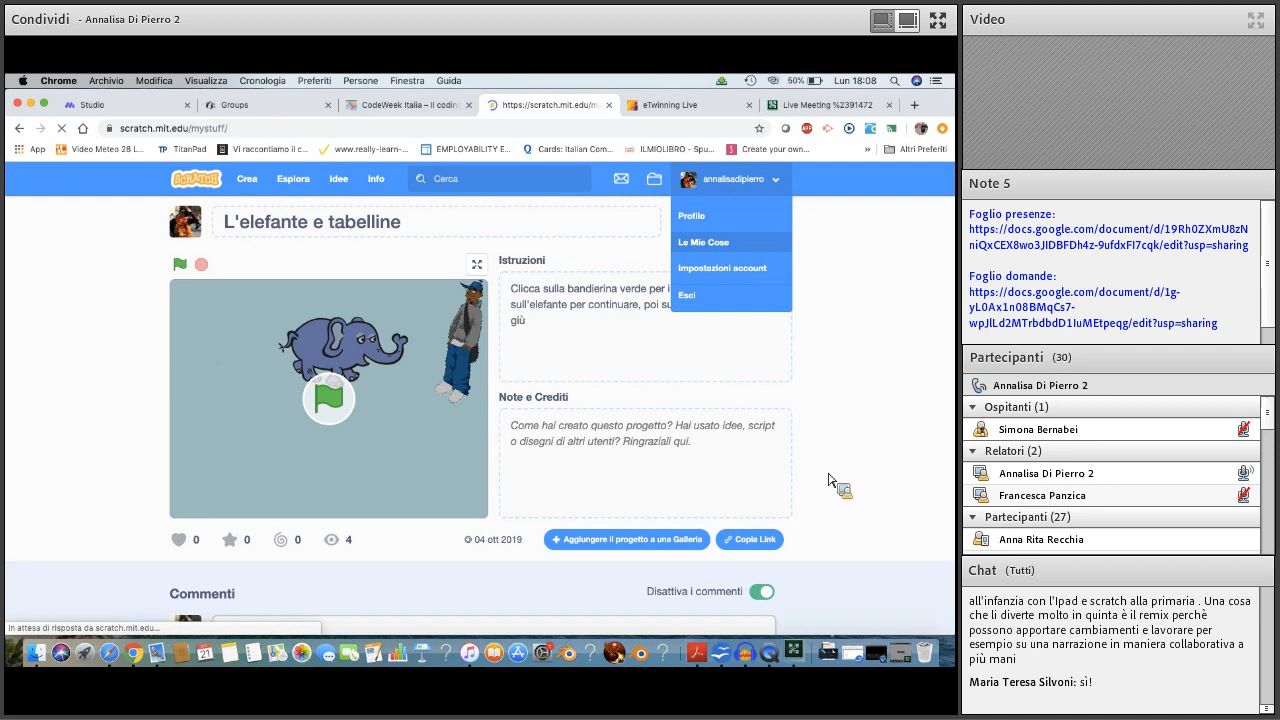 Condividi - Annalisa Di Pierro 2
Chrome Archivio Modifica Visualizza Cronologia Preferiti Persone Finestra Guida
50% Lun 18:08
Studio
Groups
CodeWeek Italia – Il codin
https://scratch.mit.edu/my
eTwinning Live
Live Meeting %2391472
https://scratch.mit.edu/mystuff/
App
Video Meteo 28 L...
TitanPad
Vi raccontiamo il c...
www.really-learn-...
EMPLOYABILITY E...
Cards: Italian Com...
ILMIOLIBRO - Spu...
Create your own...
» Altri Preferiti
SCRATCH
Crea
Esplora
Idee
Info
Cerca
annalisadipierro
Profilo
Le Mie Cose
Impostazioni account
Esci
L'elefante e tabelline
Istruzioni
Clicca sulla bandierina verde per i
sull'elefante per continuare, poi su
giù
Note e Crediti
Come hai creato questo progetto? Hai usato idee, script
o disegni di altri utenti? Ringraziali qui.
0 0 0 4
04 ott 2019
Aggiungere il progetto a una Galleria
Copia Link
Commenti
Disattiva i commenti
In attesa di risposta da scratch.mit.edu...
Video
Note 5
Foglio presenze:
https://docs.google.com/document/d/19Rh0ZXmU8zN
niQxCEX8wo3JIDBFDh4z-9ufdxFI7cqk/edit?usp=sharing
Foglio domande:
https://docs.google.com/document/d/1g-
yL0Ax1n08BMqCs7-
wpJlLd2MTrbdbdD1IuMEtpeqg/edit?usp=sharing
Partecipanti (30)
Annalisa Di Pierro 2
Ospitanti (1)
Simona Bernabei
Relatori (2)
Annalisa Di Pierro 2
Francesca Panzica
Partecipanti (27)
Anna Rita Recchia
Chat (Tutti)
all'infanzia con l'Ipad e scratch alla primaria . Una cosa
che li diverte molto in quinta è il remix perchè
possono apportare cambiamenti e lavorare per
esempio su una narrazione in maniera collaborativa a
più mani
Maria Teresa Silvoni: sì!